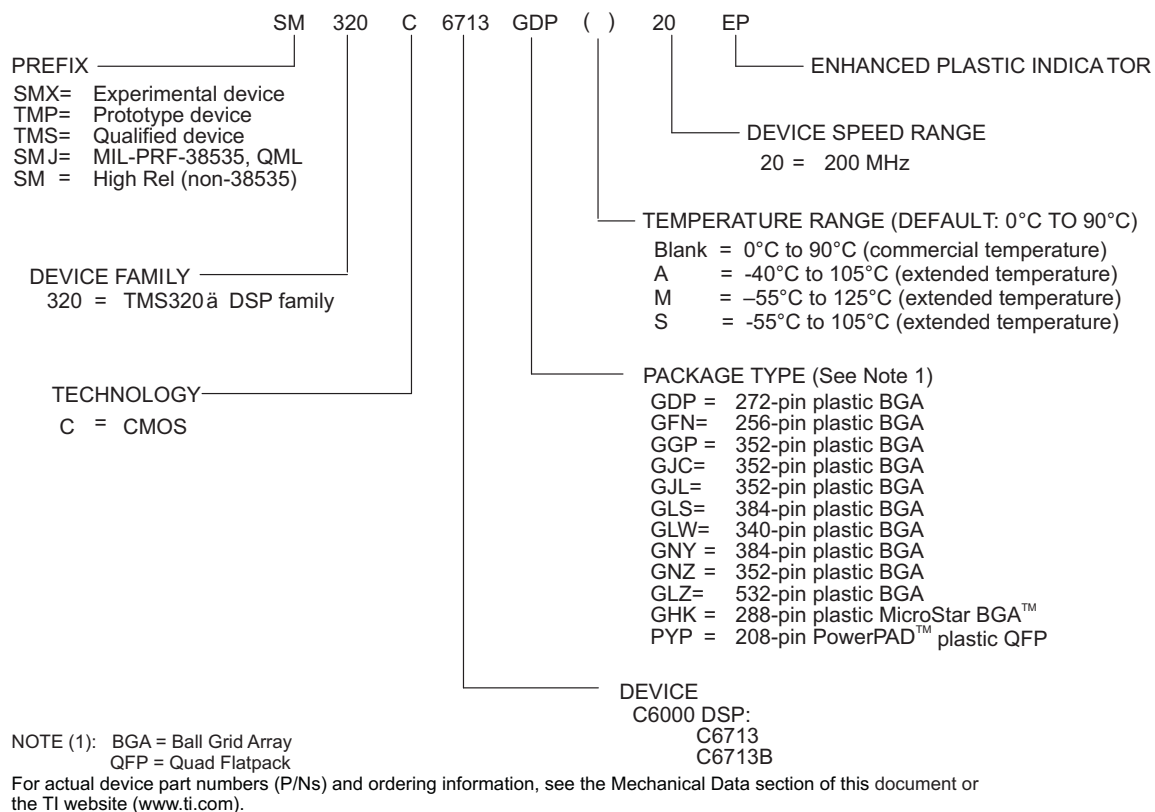 SM 320 C 6713 GDP ( ) 20 EP
PREFIX
SMX= Experimental device
TMP= Prototype device
TMS= Qualified device
SMJ= MIL-PRF-38535, QML
SM = High Rel (non-38535)
ENHANCED PLASTIC INDICATOR
DEVICE SPEED RANGE
20 = 200 MHz
TEMPERATURE RANGE (DEFAULT: 0°C TO 90°C)
Blank = 0°C to 90°C (commercial temperature)
A = -40°C to 105°C (extended temperature)
M = –55°C to 125°C (extended temperature)
S = -55°C to 105°C (extended temperature)
DEVICE FAMILY
320 = TMS320ä DSP family
TECHNOLOGY
C = CMOS
PACKAGE TYPE (See Note 1)
GDP = 272-pin plastic BGA
GFN= 256-pin plastic BGA
GGP = 352-pin plastic BGA
GJC= 352-pin plastic BGA
GJL= 352-pin plastic BGA
GLS= 384-pin plastic BGA
GLW= 340-pin plastic BGA
GNY = 384-pin plastic BGA
GNZ = 352-pin plastic BGA
GLZ= 532-pin plastic BGA
GHK = 288-pin plastic MicroStar BGA™
PYP = 208-pin PowerPAD™ plastic QFP
DEVICE
C6000 DSP:
C6713
C6713B
NOTE (1): BGA = Ball Grid Array
QFP = Quad Flatpack
For actual device part numbers (P/Ns) and ordering information, see the Mechanical Data section of this document or
the TI website (www.ti.com).